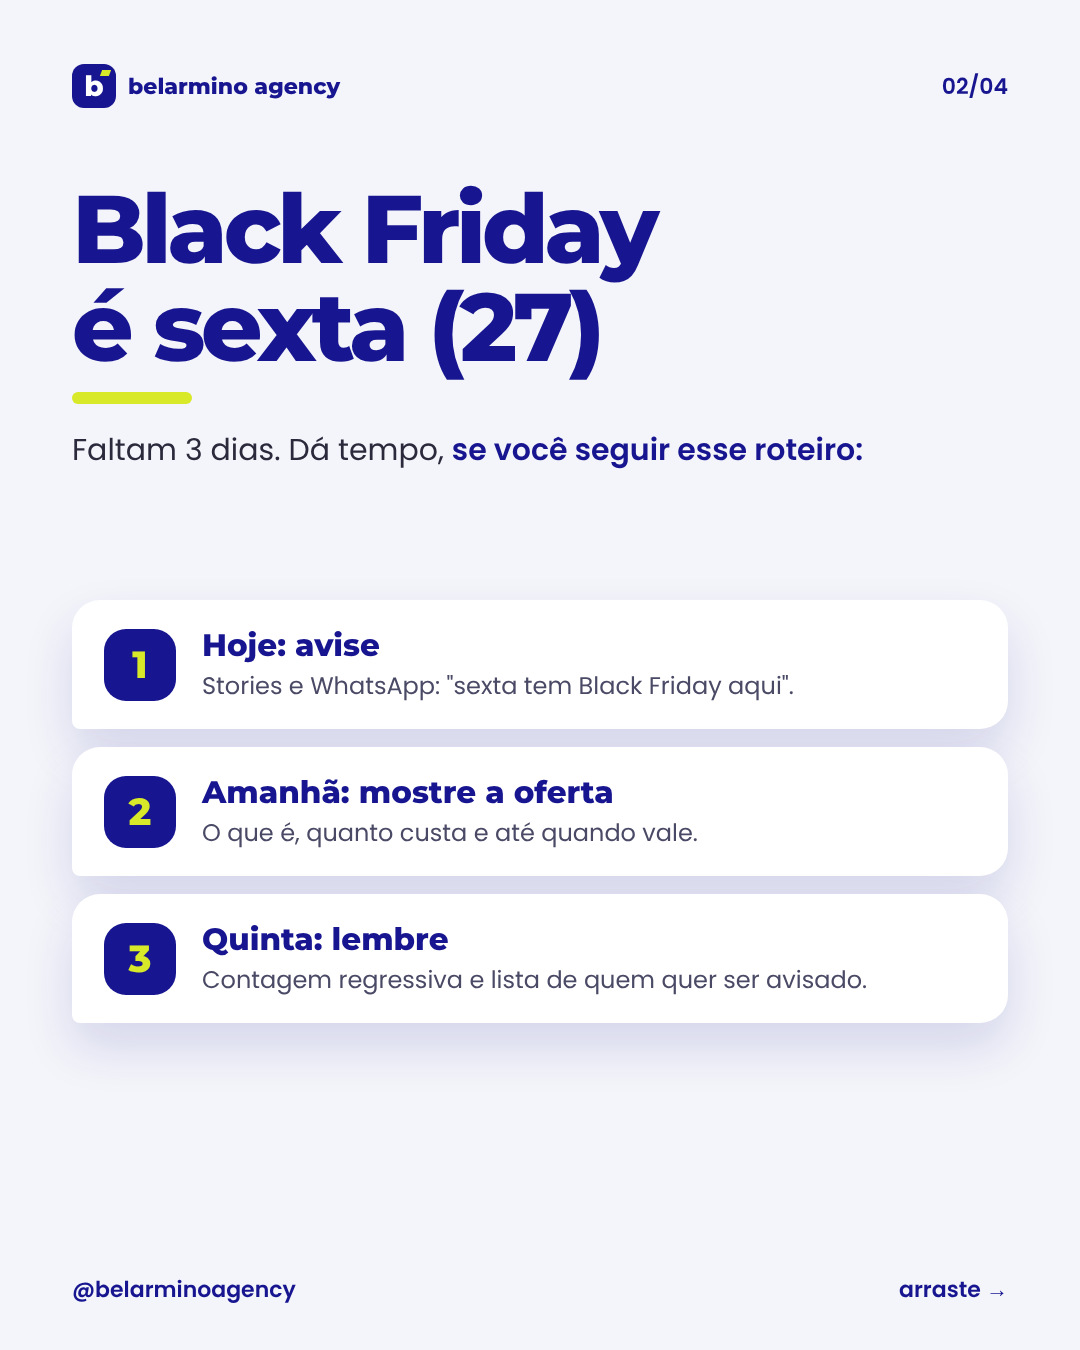 b belarmino agency
02/04
Black Friday
é sexta (27)
Faltam 3 dias. Dá tempo, se você seguir esse roteiro:
1
Hoje: avise
Stories e WhatsApp: "sexta tem Black Friday aqui".
2
Amanhã: mostre a oferta
O que é, quanto custa e até quando vale.
3
Quinta: lembre
Contagem regressiva e lista de quem quer ser avisado.
@belarminoagency
arraste →